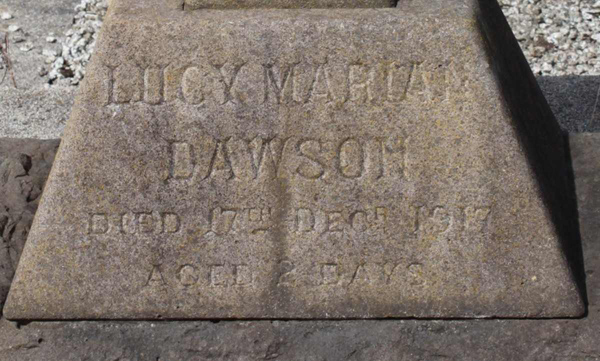 LUCY MARIAN
DAWSON
DIED 17TH DECR 1917
AGED 2 DAYS